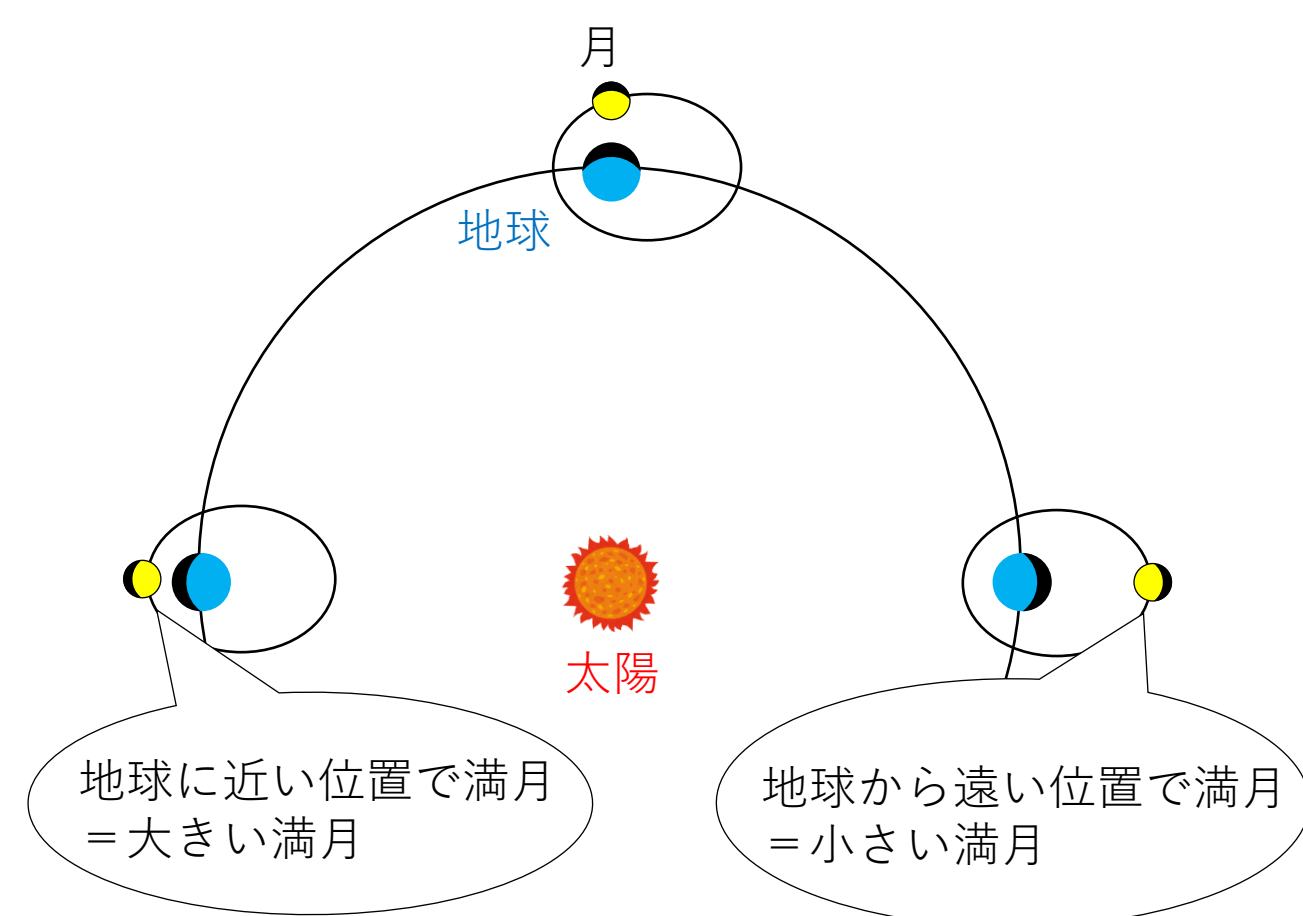 月
地球
太陽
地球に近い位置で満月
＝大きい満月
地球から遠い位置で満月
＝小さい満月